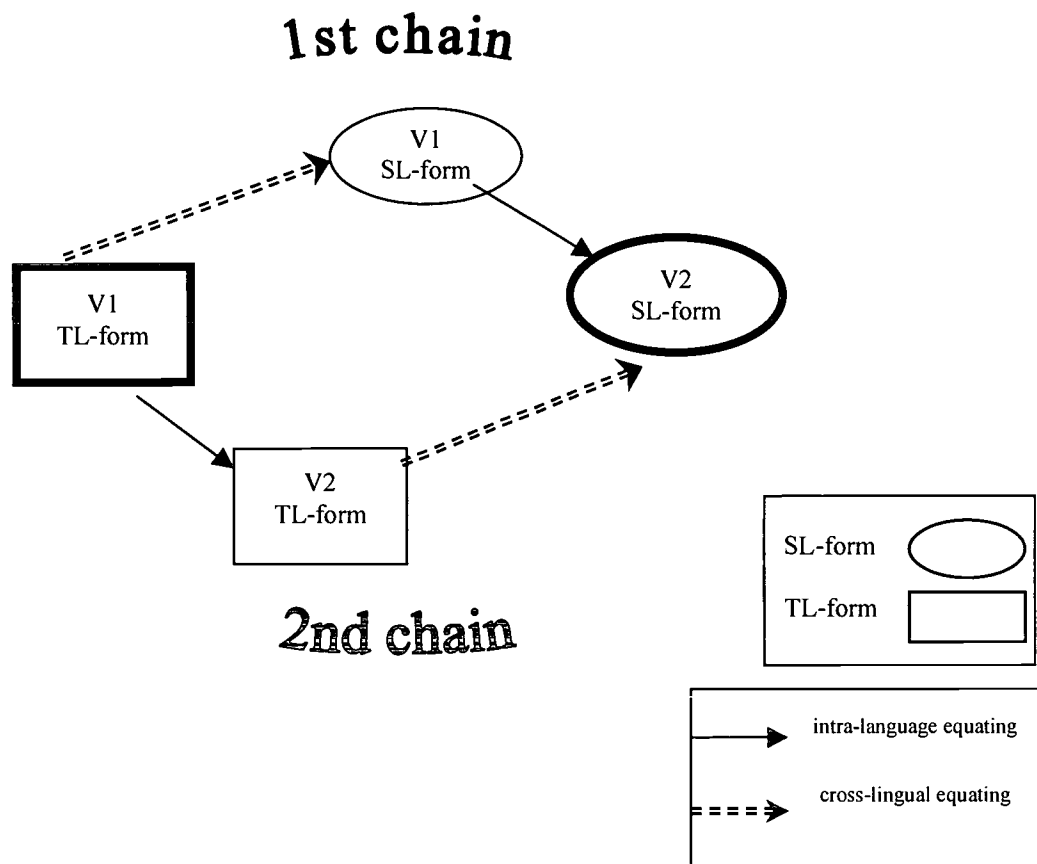 1st chain
V1
SL-form
V2
SL-form
V1
TL-form
V2
TL-form
2nd chain
SL-form
TL-form
intra-language equating
cross-lingual equating